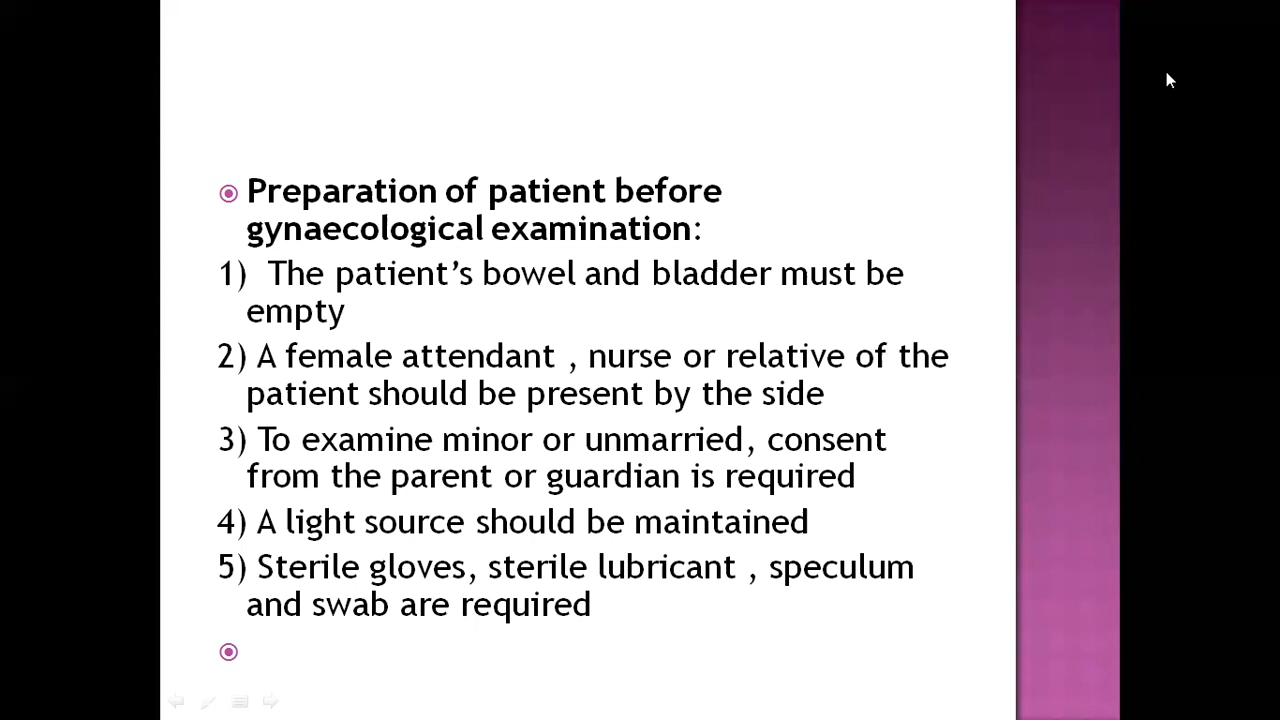 Preparation of patient before
gynaecological examination:
1)  The patient’s bowel and bladder must be
empty
2) A female attendant , nurse or relative of the
patient should be present by the side
3) To examine minor or unmarried, consent
from the parent or guardian is required
4) A light source should be maintained
5) Sterile gloves, sterile lubricant , speculum
and swab are required